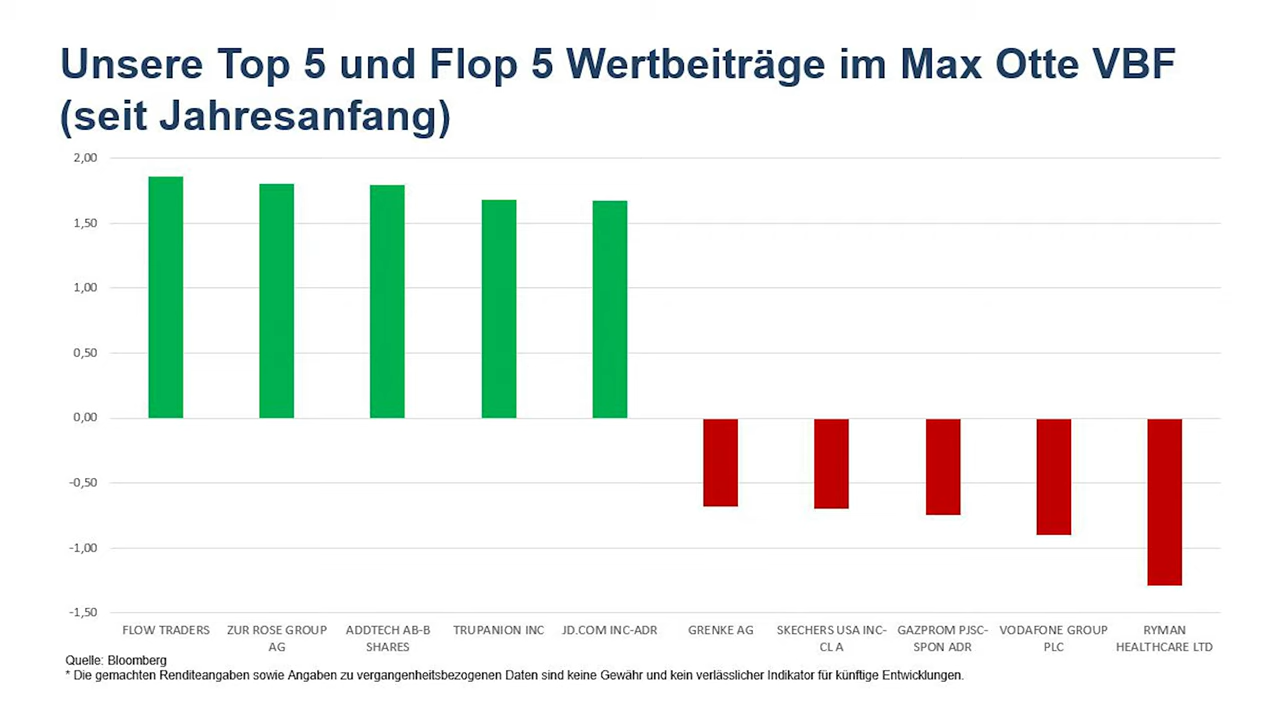 Unsere Top 5 und Flop 5 Wertbeiträge im Max Otte VBF
(seit Jahresanfang)
2,00
1,50
1,00
0,50
0,00
-0,50
-1,00
-1,50
FLOW TRADERS
ZUR ROSE GROUP
AG
ADDTECH AB-B
SHARES
TRUPANION INC
JD.COM INC-ADR
GRENKE AG
SKECHERS USA INC-
CL A
GAZPROM PJSC-
SPON ADR
VODAFONE GROUP
PLC
RYMAN
HEALTHCARE LTD
Quelle: Bloomberg
* Die gemachten Renditeangaben sowie Angaben zu vergangenheitsbezogenen Daten sind keine Gewähr und kein verlässlicher Indikator für künftige Entwicklungen.